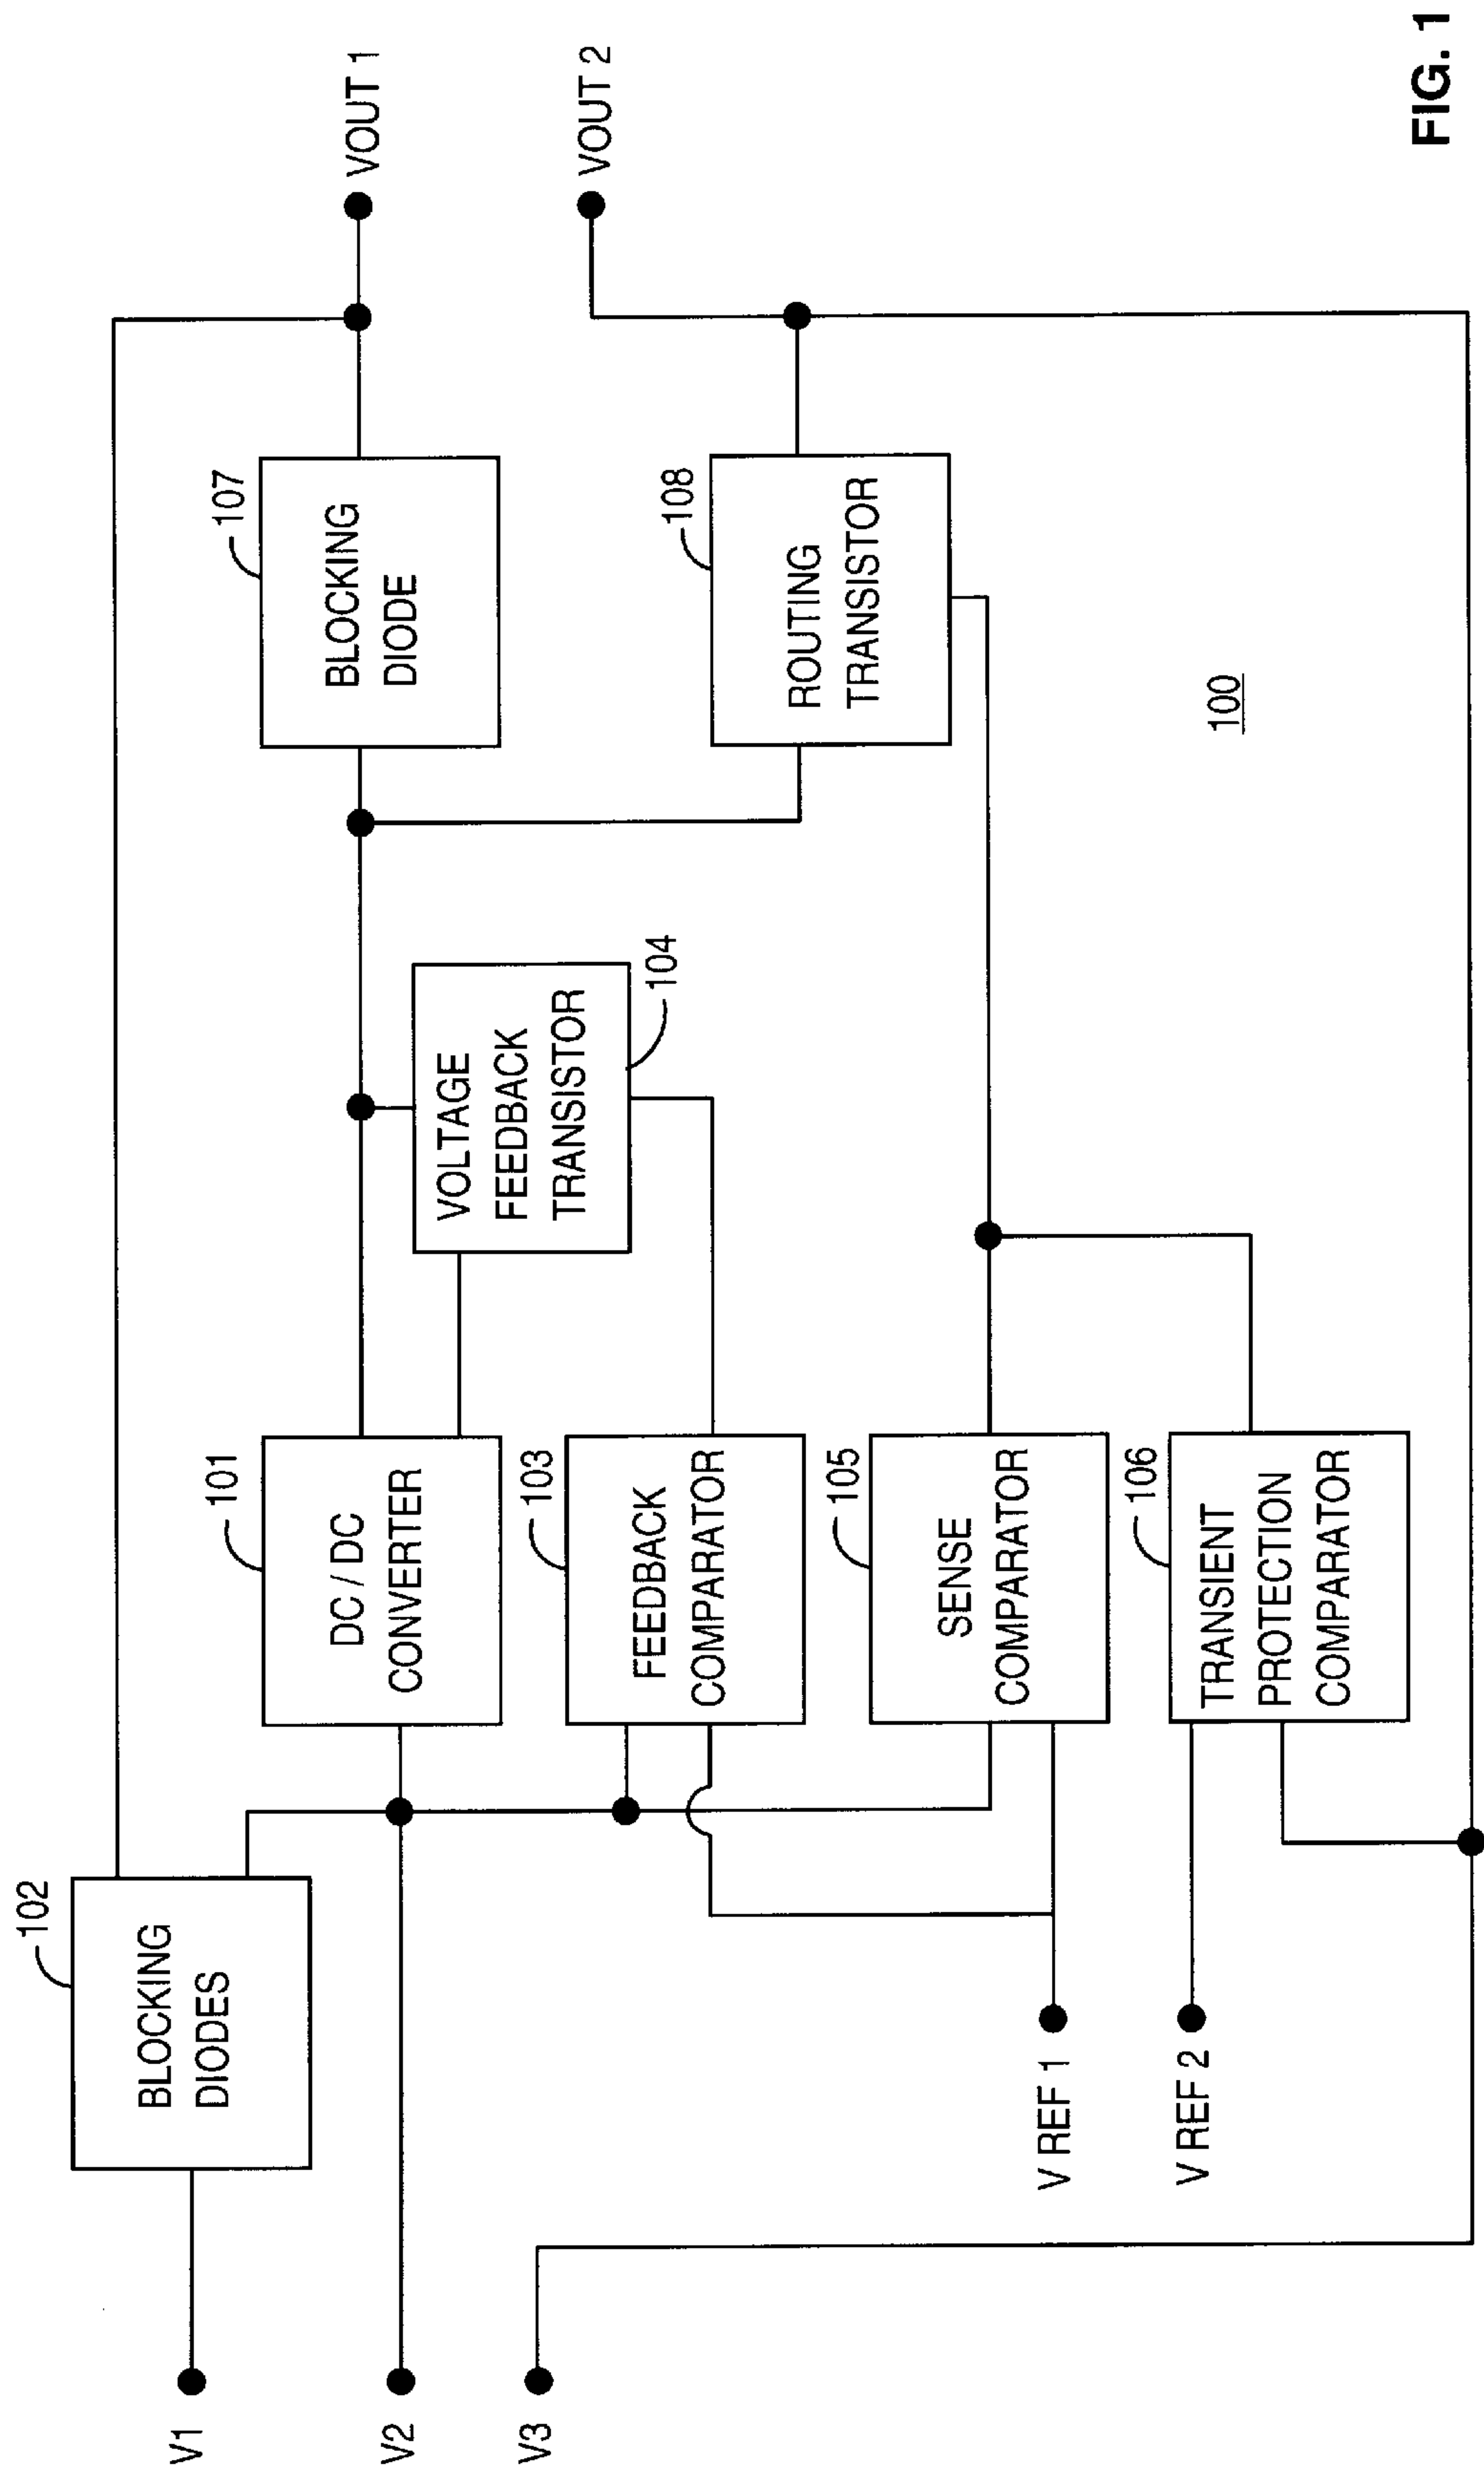 102
BLOCKING
DIODES
V1
V2
V3
V REF 1
V REF 2
101
DC / DC
CONVERTER
103
FEEDBACK
COMPARATOR
105
SENSE
COMPARATOR
106
TRANSIENT
PROTECTION
COMPARATOR
VOLTAGE
FEEDBACK
TRANSISTOR
104
107
BLOCKING
DIODE
108
ROUTING
TRANSISTOR
100
VOUT 1
VOUT 2
FIG. 1